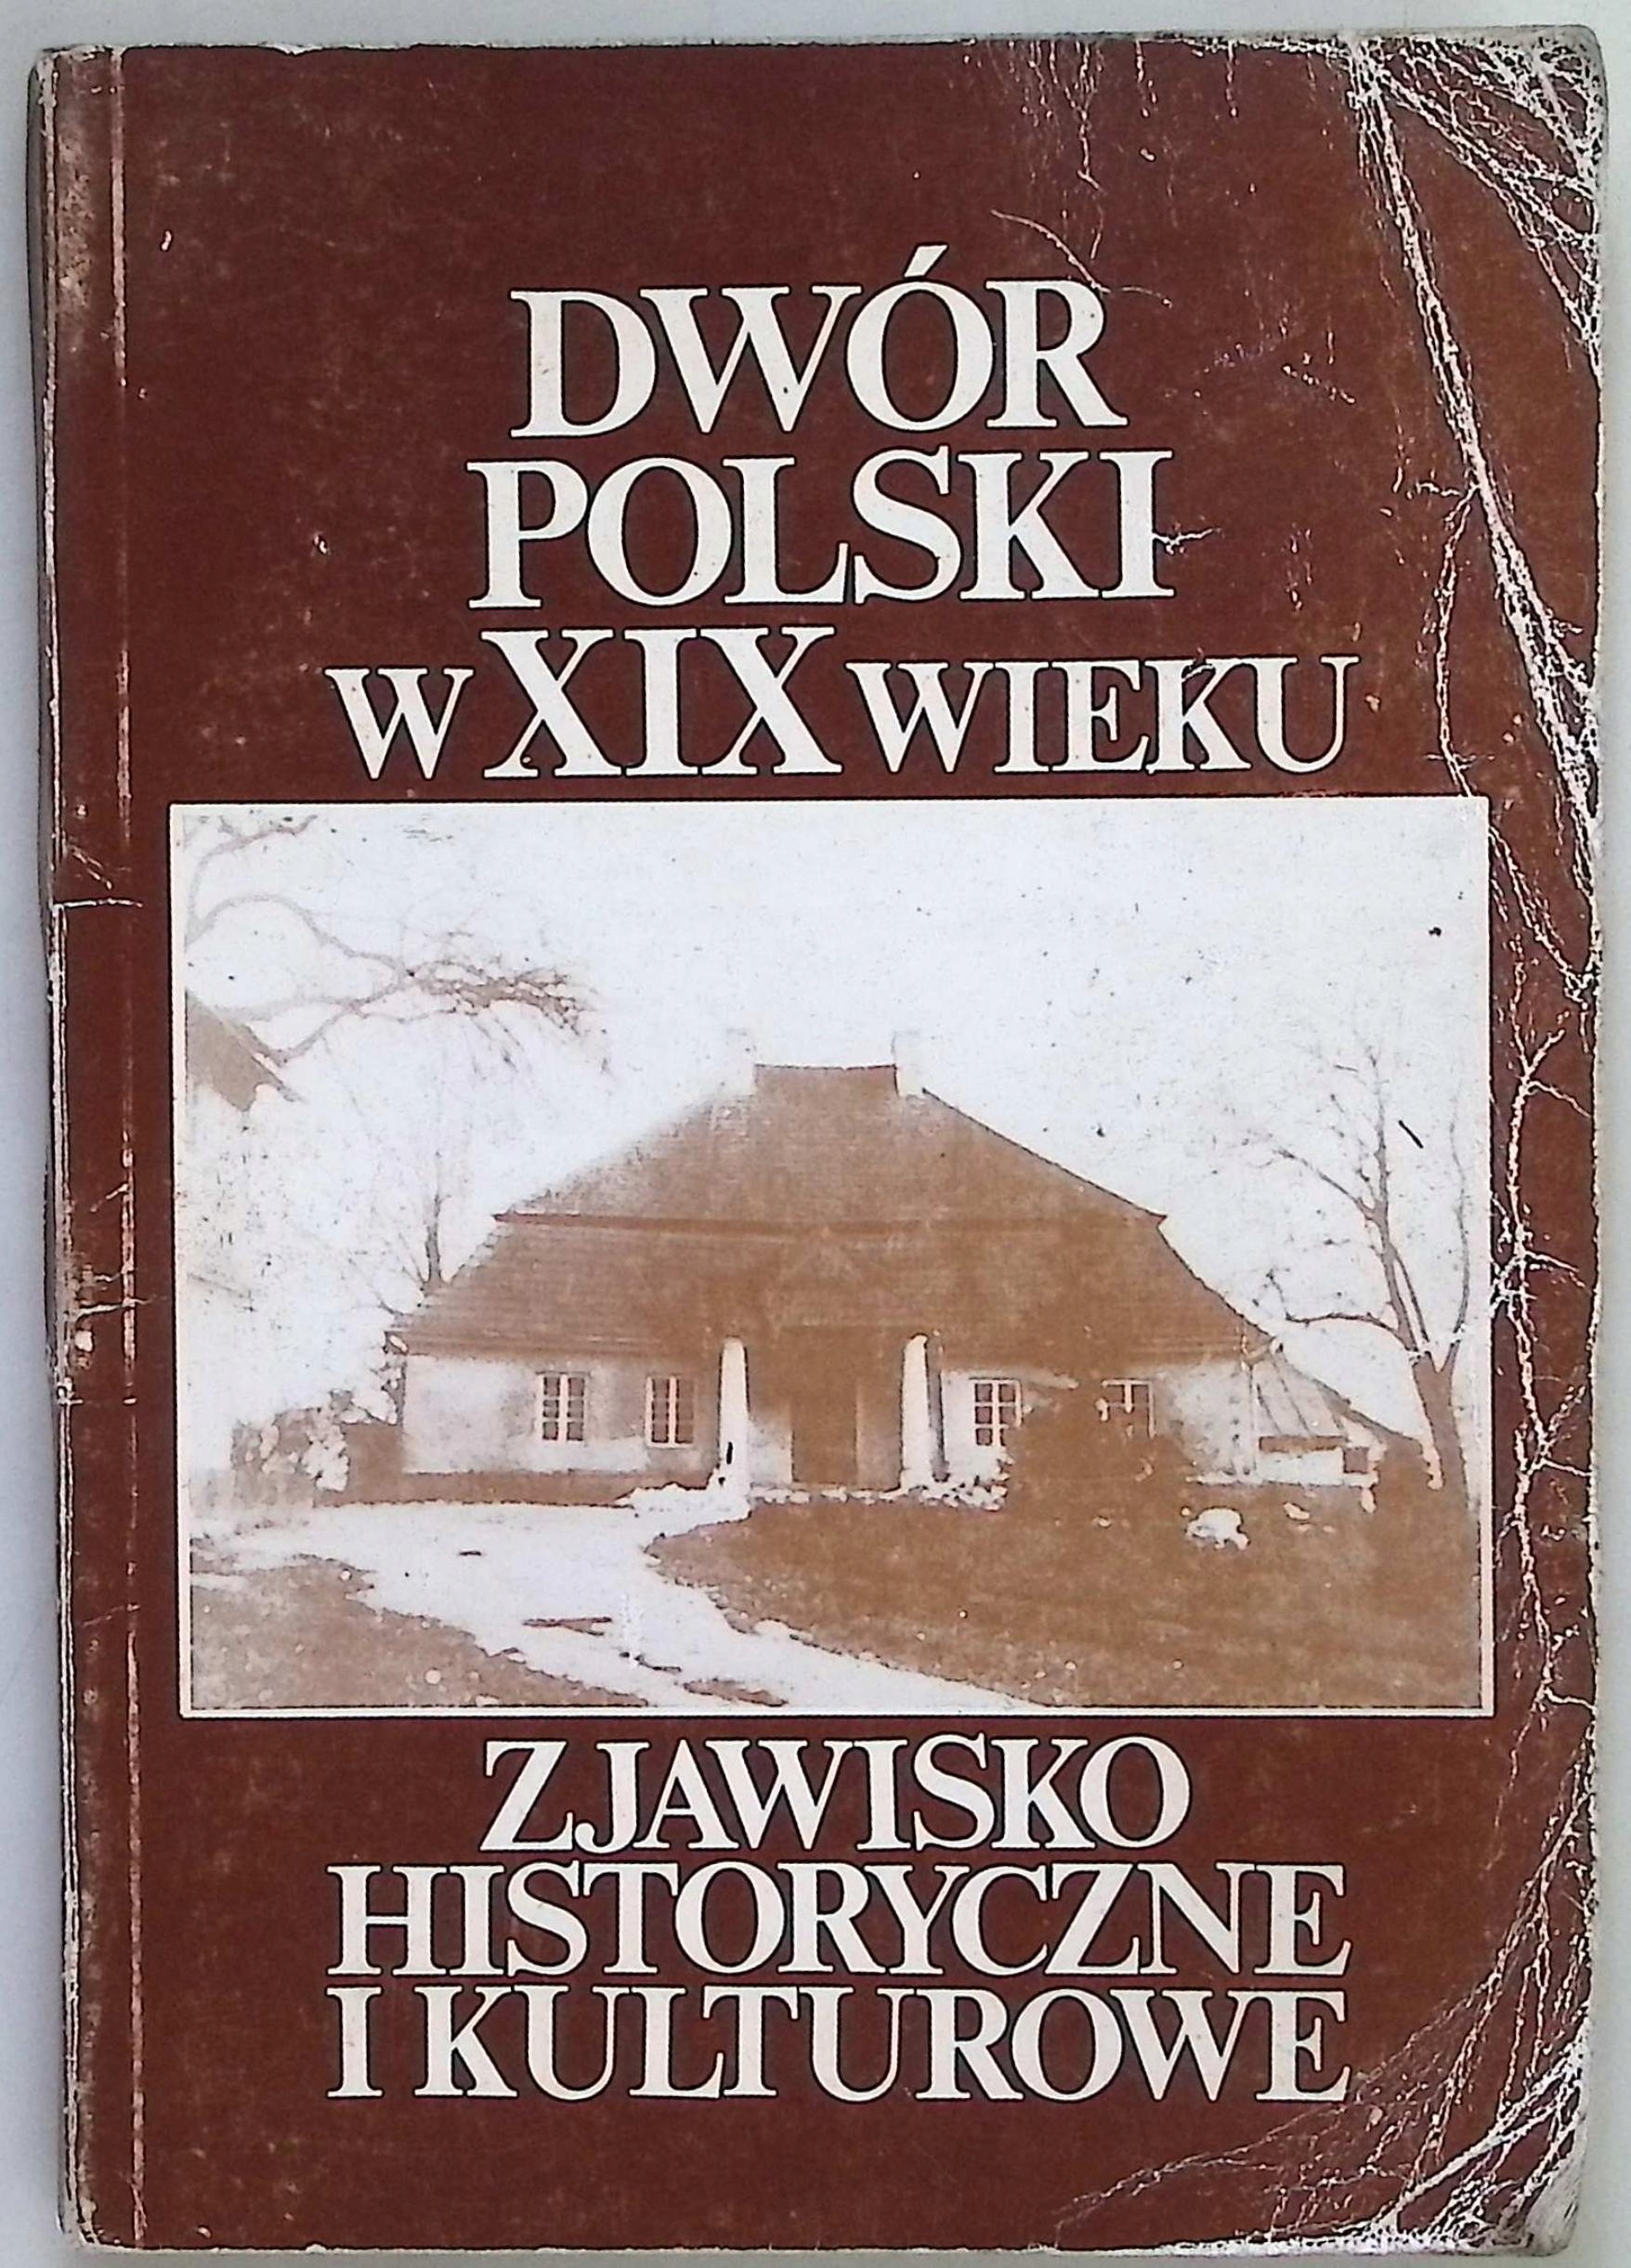 DWÓR
POLSKI
W XIX WIEKU
ZJAWISKO
HISTORYCZNE
I KULTUROWE